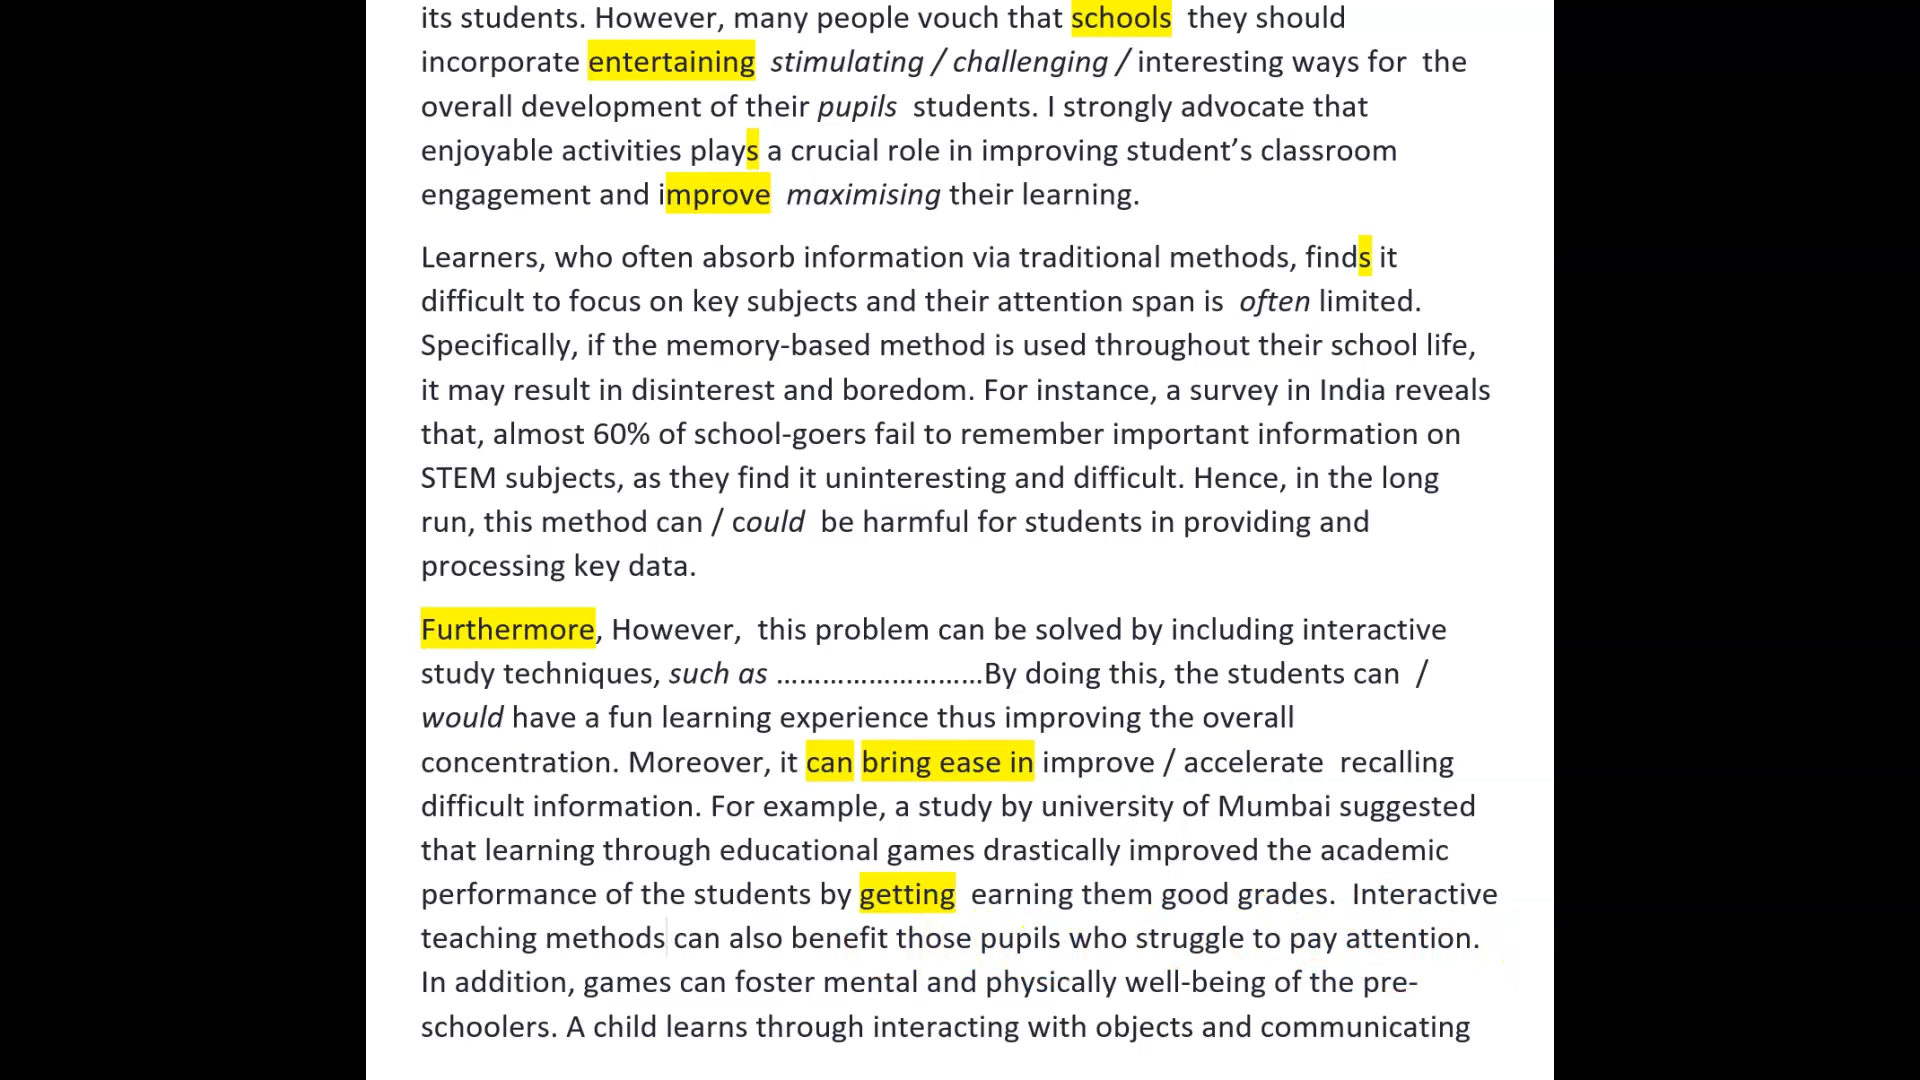 its students. However, many people vouch that schools they should
incorporate entertaining stimulating / challenging / interesting ways for the
overall development of their pupils students. I strongly advocate that
enjoyable activities plays a crucial role in improving student’s classroom
engagement and improve maximising their learning.
Learners, who often absorb information via traditional methods, finds it
difficult to focus on key subjects and their attention span is often limited.
Specifically, if the memory-based method is used throughout their school life,
it may result in disinterest and boredom. For instance, a survey in India reveals
that, almost 60% of school-goers fail to remember important information on
STEM subjects, as they find it uninteresting and difficult. Hence, in the long
run, this method can / could be harmful for students in providing and
processing key data.
Furthermore, However, this problem can be solved by including interactive
study techniques, such as ………………………By doing this, the students can /
would have a fun learning experience thus improving the overall
concentration. Moreover, it can bring ease in improve / accelerate recalling
difficult information. For example, a study by university of Mumbai suggested
that learning through educational games drastically improved the academic
performance of the students by getting earning them good grades. Interactive
teaching methods can also benefit those pupils who struggle to pay attention.
In addition, games can foster mental and physically well-being of the pre-
schoolers. A child learns through interacting with objects and communicating